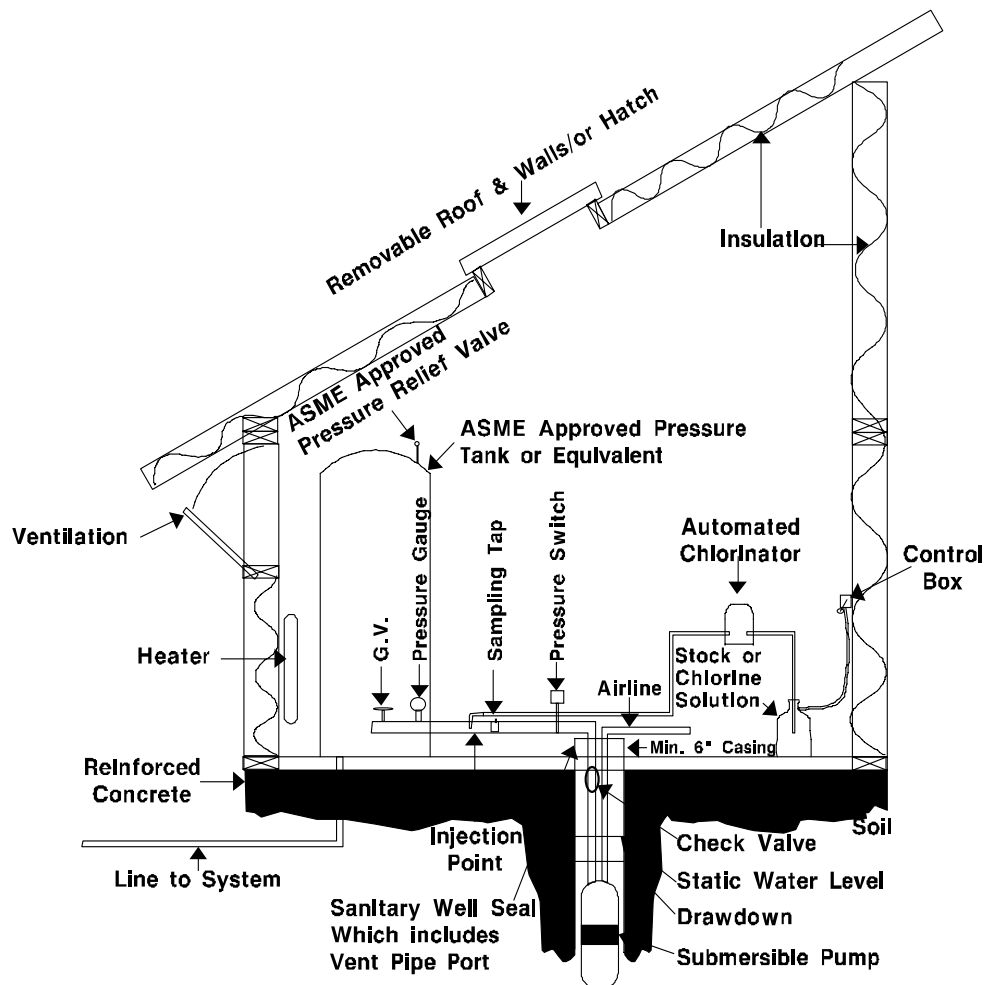 Removable Roof & Walls/or Hatch
Insulation
ASME Approved
Pressure Relief Valve
ASME Approved Pressure
Tank or Equivalent
Ventilation
Pressure Gauge
Sampling Tap
Pressure Switch
Automated
Chlorinator
Control
Box
G.V.
Heater
Stock or
Chlorine
Solution
Airline
Min. 6" Casing
Reinforced
Concrete
Soil
Injection
Point
Check Valve
Line to System
Static Water Level
Sanitary Well Seal
Which includes
Vent Pipe Port
Drawdown
Submersible Pump